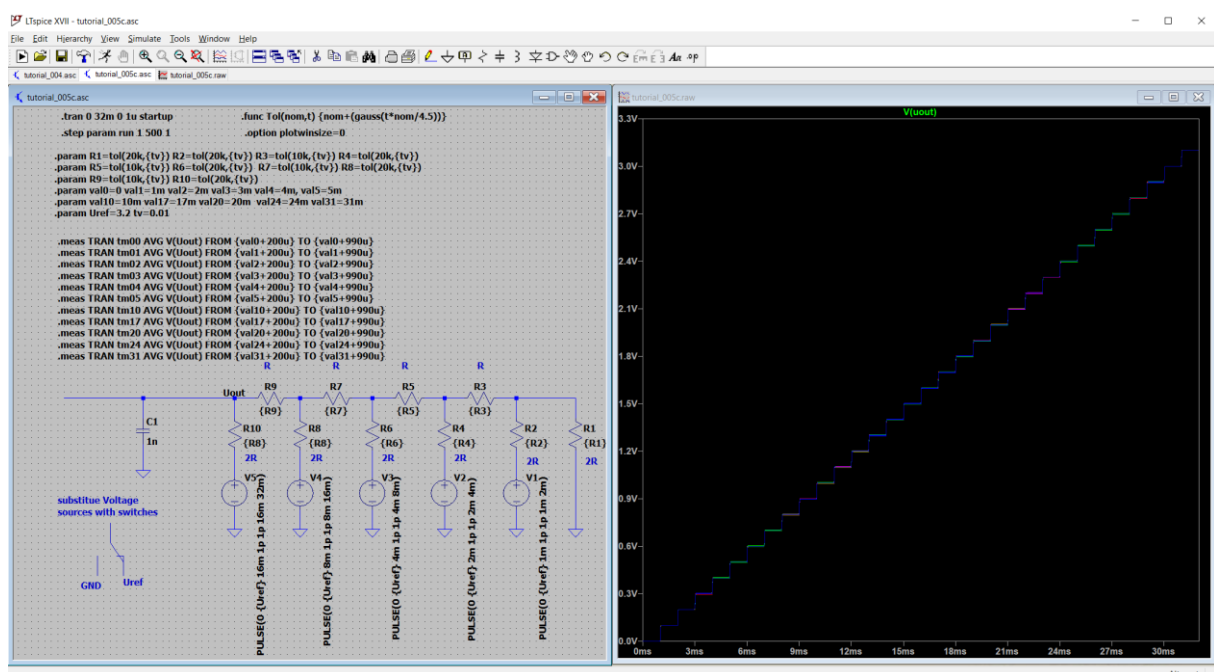 LTspice XVII - tutorial_005c.asc
File Edit Hierarchy View Simulate Tools Window Help
tutorial_004.asc tutorial_005c.asc tutorial_005c.raw
tutorial_005c.asc
.tran 0 32m 0 1u startup .func Tol(nom,t) {nom+(gauss(t*nom/4.5))}
.step param run 1 500 1 .option plotwinsize=0
.param R1=tol(20k,{tv}) R2=tol(20k,{tv}) R3=tol(10k,{tv}) R4=tol(20k,{tv})
.param R5=tol(10k,{tv}) R6=tol(20k,{tv}) R7=tol(10k,{tv}) R8=tol(20k,{tv})
.param R9=tol(10k,{tv}) R10=tol(20k,{tv})
.param val0=0 val1=1m val2=2m val3=3m val4=4m, val5=5m
.param val10=10m val17=17m val20=20m val24=24m val31=31m
.param Uref=3.2 tv=0.01
.meas TRAN tm00 AVG V(Uout) FROM {val0+200u} TO {val0+990u}
.meas TRAN tm01 AVG V(Uout) FROM {val1+200u} TO {val1+990u}
.meas TRAN tm02 AVG V(Uout) FROM {val2+200u} TO {val2+990u}
.meas TRAN tm03 AVG V(Uout) FROM {val3+200u} TO {val3+990u}
.meas TRAN tm04 AVG V(Uout) FROM {val4+200u} TO {val4+990u}
.meas TRAN tm05 AVG V(Uout) FROM {val5+200u} TO {val5+990u}
.meas TRAN tm10 AVG V(Uout) FROM {val10+200u} TO {val10+990u}
.meas TRAN tm17 AVG V(Uout) FROM {val17+200u} TO {val17+990u}
.meas TRAN tm20 AVG V(Uout) FROM {val20+200u} TO {val20+990u}
.meas TRAN tm24 AVG V(Uout) FROM {val24+200u} TO {val24+990u}
.meas TRAN tm31 AVG V(Uout) FROM {val31+200u} TO {val31+990u}
R R R R
Uout R9 R7 R5 R3
{R9} {R7} {R5} {R3}
C1 R10 R8 R6 R4 R2 R1
1n {R8} {R8} {R6} {R4} {R2} {R1}
2R 2R 2R 2R 2R 2R
V5 V4 V3 V2 V1
PULSE(0 {Uref} 16m 1p 1p 16m 32m)
PULSE(0 {Uref} 8m 1p 1p 8m 16m)
PULSE(0 {Uref} 4m 1p 1p 4m 8m)
PULSE(0 {Uref} 2m 1p 1p 2m 4m)
PULSE(0 {Uref} 1m 1p 1p 1m 2m)
substitue Voltage
sources with switches
GND Uref
tutorial_005c.raw
V(uout)
3.3V
3.0V
2.7V
2.4V
2.1V
1.8V
1.5V
1.2V
0.9V
0.6V
0.3V
0.0V
0ms 3ms 6ms 9ms 12ms 15ms 18ms 21ms 24ms 27ms 30ms